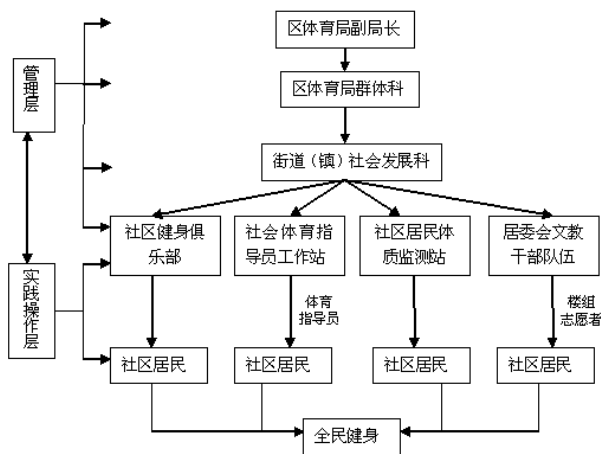 区体育局副局长
管理层
区体育局群体科
街道（镇）社会发展科
社区健身俱
乐部
社会体育指
导员工作站
社区居民体
质监测站
居委会文教
干部队伍
实践操作层
体育
指导员
楼组
志愿者
社区居民
社区居民
社区居民
社区居民
全民健身